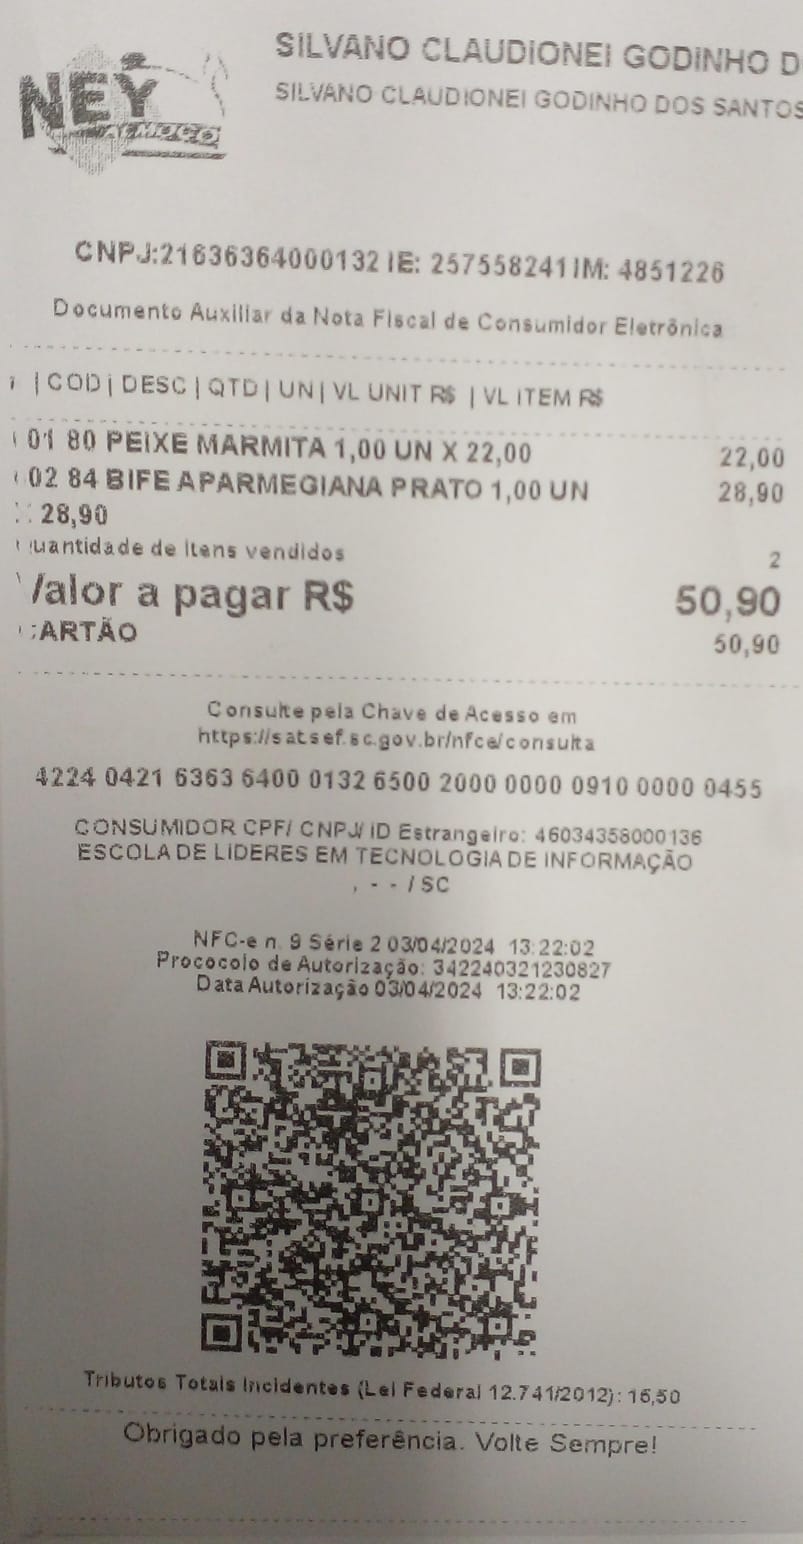 NEY
ALMOÇO
SILVANO CLAUDIONEI GODINHO D
SILVANO CLAUDIONEI GODINHO DOS SANTOS
CNPJ:21636364000132 IE: 257558241 IM: 4851226
Documento Auxiliar da Nota Fiscal de Consumidor Eletrônica
| COD | DESC | QTD | UN | VL UNIT R$ | VL ITEM R$
01 80 PEIXE MARMITA 1,00 UN X 22,00 22,00
02 84 BIFE APARMEGIANA PRATO 1,00 UN 28,90
X 28,90
Quantidade de itens vendidos 2
Valor a pagar R$ 50,90
CARTÃO 50,90
Consulte pela Chave de Acesso em
https://sat.sef.sc.gov.br/nfce/consulta
4224 0421 6363 6400 0132 6500 2000 0000 0910 0000 0455
CONSUMIDOR CPF/ CNPJ/ ID Estrangeiro: 46034358000136
ESCOLA DE LIDERES EM TECNOLOGIA DE INFORMAÇÃO
, - - / SC
NFC-e n. 9 Série 2 03/04/2024 13:22:02
Prococolo de Autorização: 342240321230827
Data Autorização 03/04/2024 13:22:02
Tributos Totais Incidentes (Lei Federal 12.741/2012): 16,50
Obrigado pela preferência. Volte Sempre!